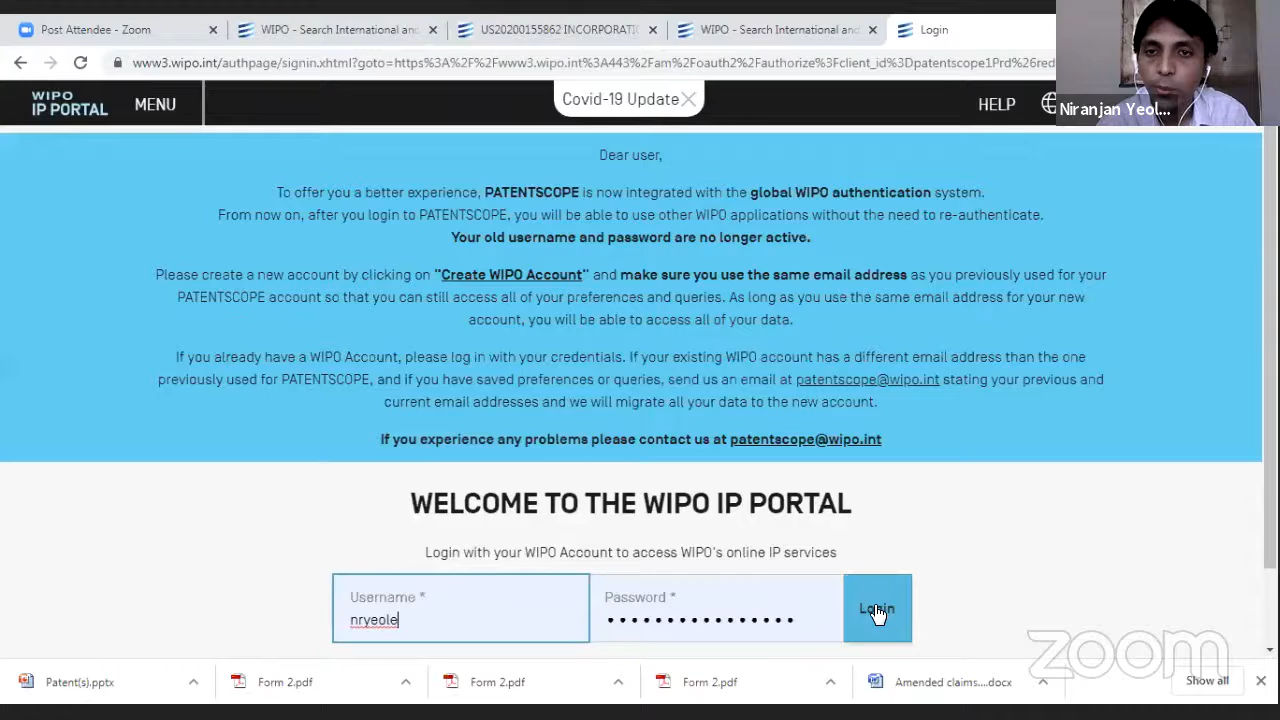 Post Attendee - Zoom
WIPO - Search International and
US20200155862 INCORPORATI
WIPO - Search International and
Login
www3.wipo.int/authpage/signin.xhtml?goto=https%3A%2F%2Fwww3.wipo.int%3A443%2Fam%2Foauth2%2Fauthorize%3Fclient_id%3Dpatentscope1Prd%26red
WIPO
IP PORTAL
MENU
Covid-19 Update
HELP
Niranjan Yeol...
Dear user,
To offer you a better experience, PATENTSCOPE is now integrated with the global WIPO authentication system.
From now on, after you login to PATENTSCOPE, you will be able to use other WIPO applications without the need to re-authenticate.
Your old username and password are no longer active.
Please create a new account by clicking on "Create WIPO Account" and make sure you use the same email address as you previously used for your
PATENTSCOPE account so that you can still access all of your preferences and queries. As long as you use the same email address for your new
account, you will be able to access all of your data.
If you already have a WIPO Account, please log in with your credentials. If your existing WIPO account has a different email address than the one
previously used for PATENTSCOPE, and if you have saved preferences or queries, send us an email at patentscope@wipo.int stating your previous and
current email addresses and we will migrate all your data to the new account.
If you experience any problems please contact us at patentscope@wipo.int
WELCOME TO THE WIPO IP PORTAL
Login with your WIPO Account to access WIPO's online IP services
Username *
nryeole
Password *
••••••••••••••••
Login
zoom
Patent(s).pptx
Form 2.pdf
Form 2.pdf
Form 2.pdf
Amended claims....docx
Show all